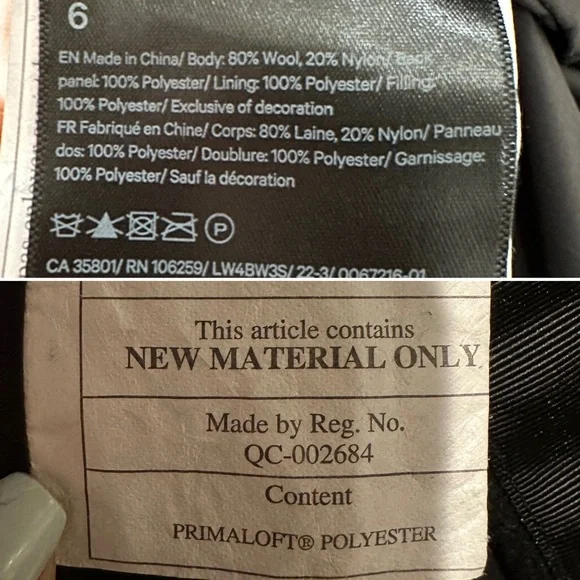 6
EN Made in China/ Body: 80% Wool, 20% Nylon/ Back
panel: 100% Polyester/ Lining: 100% Polyester/ Filling:
100% Polyester/ Exclusive of decoration
FR Fabriqué en Chine/ Corps: 80% Laine, 20% Nylon/ Panneau
dos: 100% Polyester/ Doublure: 100% Polyester/ Garnissage:
100% Polyester/ Sauf la décoration
P
CA 35801/ RN 106259/ LW4BW3S/ 22-3/ 0067216-01
This article contains
NEW MATERIAL ONLY
Made by Reg. No.
QC-002684
Content
PRIMALOFT® POLYESTER